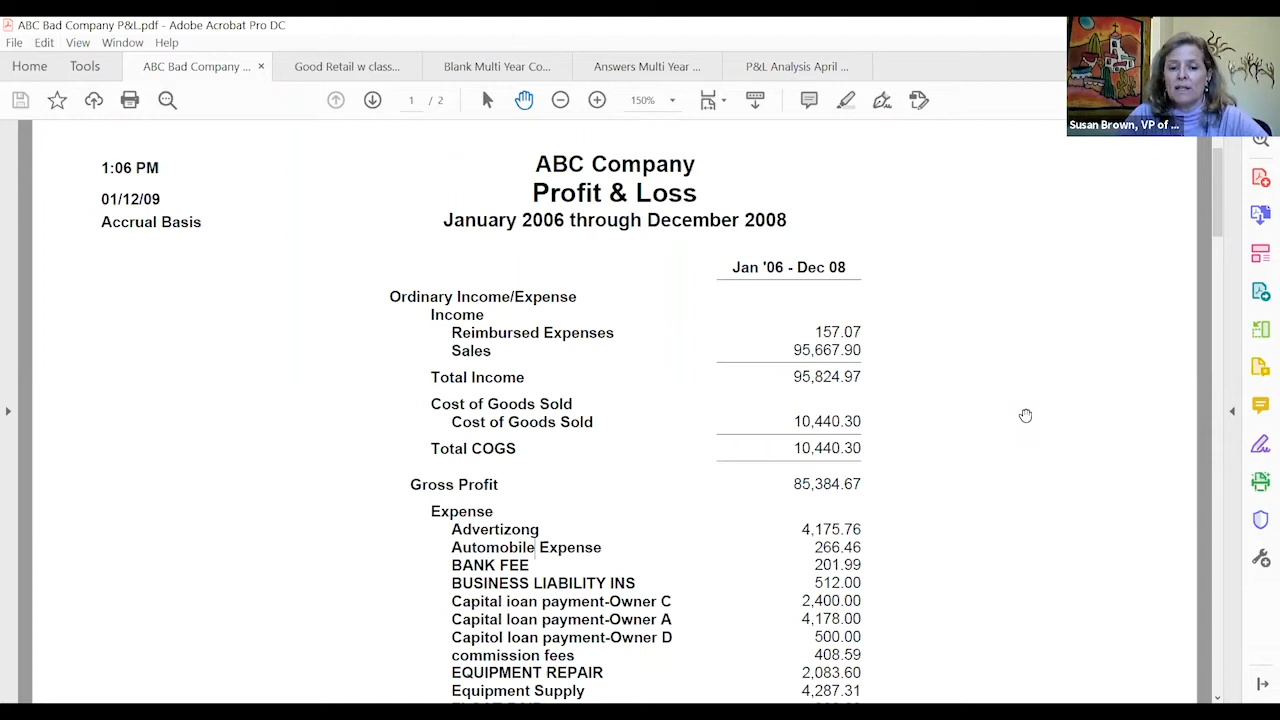 ABC Bad Company P&L.pdf - Adobe Acrobat Pro DC
File Edit View Window Help
Home Tools ABC Bad Company ... × Good Retail w class... Blank Multi Year Co... Answers Multi Year ... P&L Analysis April ...
1 / 2 150%
Susan Brown, VP of ...
1:06 PM
01/12/09
Accrual Basis
ABC Company
Profit & Loss
January 2006 through December 2008
Jan '06 - Dec 08
Ordinary Income/Expense
Income
Reimbursed Expenses 157.07
Sales 95,667.90
Total Income 95,824.97
Cost of Goods Sold
Cost of Goods Sold 10,440.30
Total COGS 10,440.30
Gross Profit 85,384.67
Expense
Advertizong 4,175.76
Automobile Expense 266.46
BANK FEE 201.99
BUSINESS LIABILITY INS 512.00
Capital ioan payment-Owner C 2,400.00
Capital loan payment-Owner A 4,178.00
Capitol loan payment-Owner D 500.00
commission fees 408.59
EQUIPMENT REPAIR 2,083.60
Equipment Supply 4,287.31